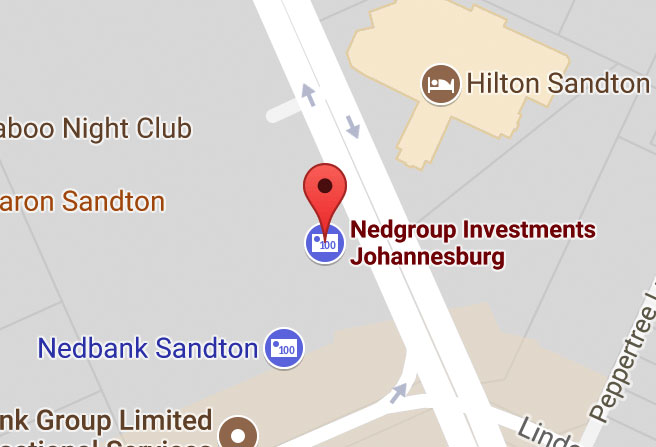 Hilton Sandton
aboo Night Club
aron Sandton
Nedgroup Investments
Johannesburg
100
Nedbank Sandton
100
Peppertree L
nk Group Limited
Linde